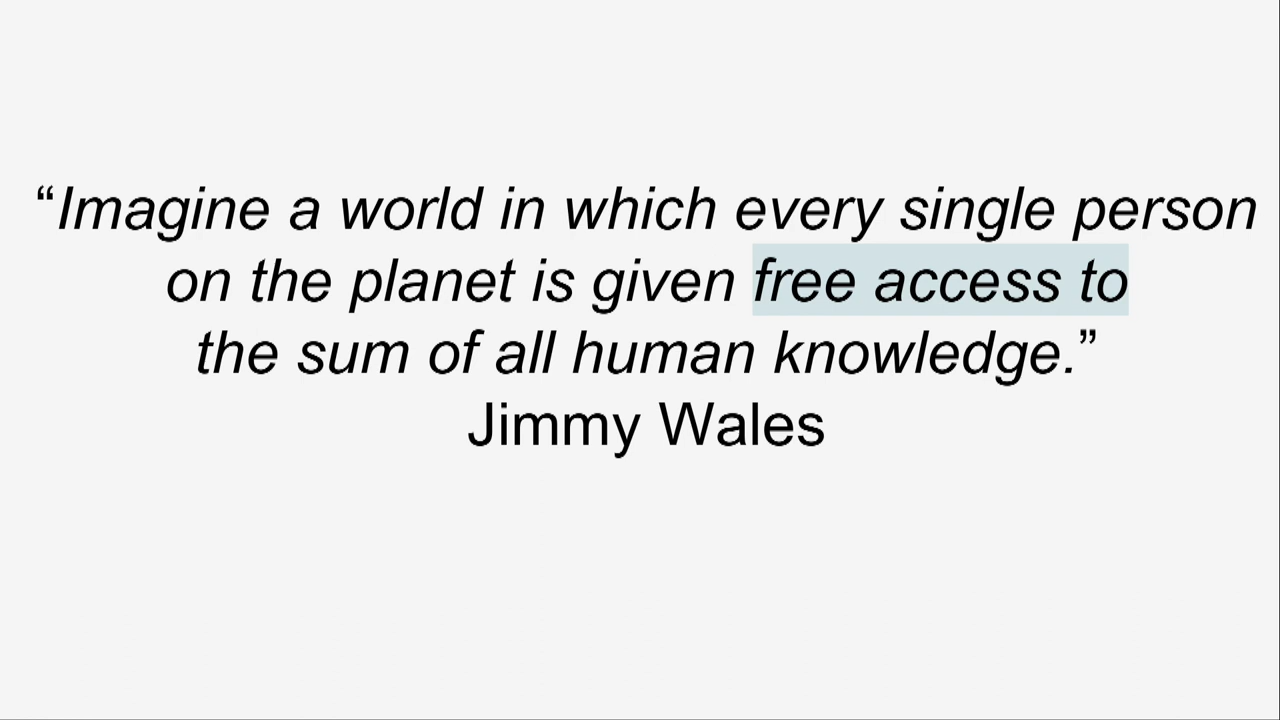 “Imagine a world in which every single person
on the planet is given free access to
the sum of all human knowledge.”
Jimmy Wales